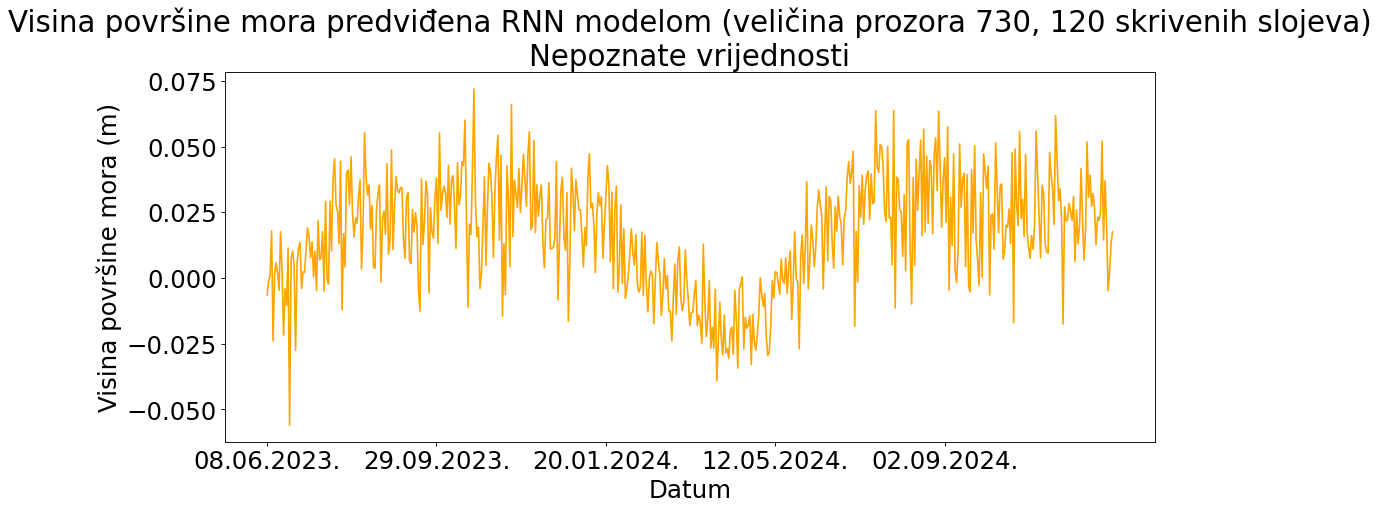 Visina površine mora predviđena RNN modelom (veličina prozora 730, 120 skrivenih slojeva)
Nepoznate vrijednosti
Visina površine mora (m)
0.075
0.050
0.025
0.000
−0.025
−0.050
08.06.2023. 29.09.2023. 20.01.2024. 12.05.2024. 02.09.2024.
Datum